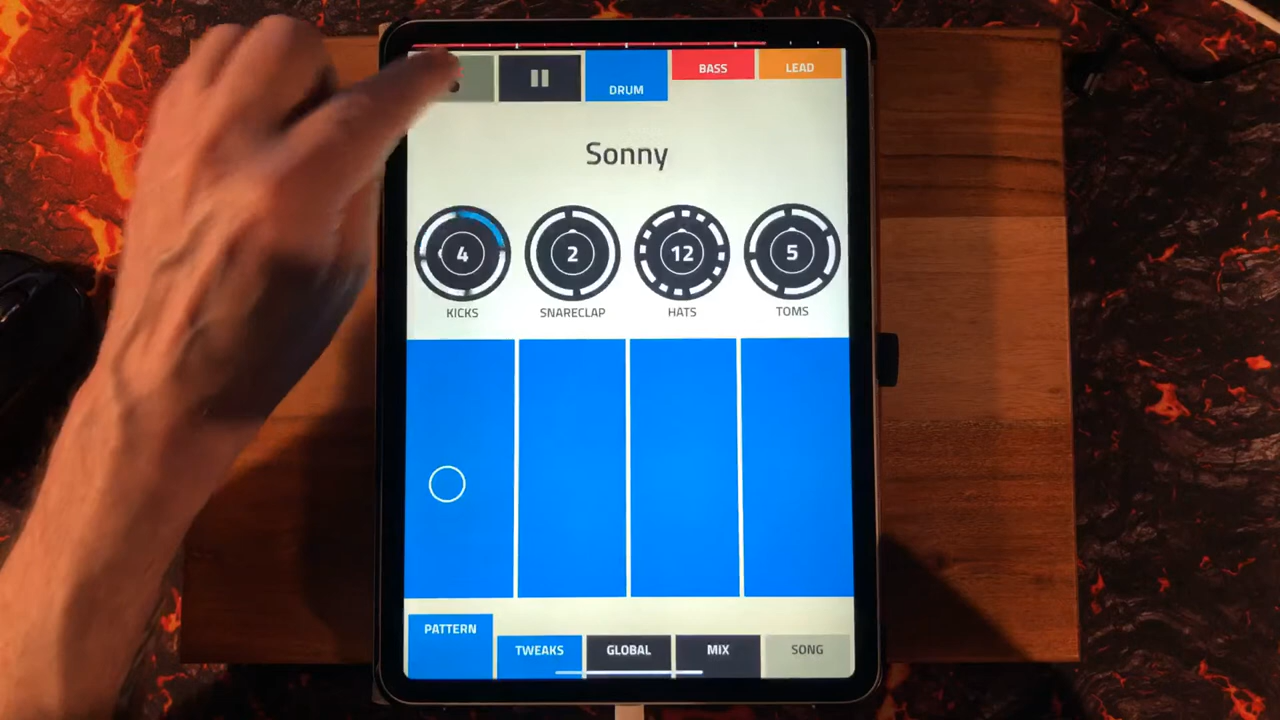 DRUM
BASS
LEAD
Sonny
4
2
12
5
KICKS
SNARECLAP
HATS
TOMS
PATTERN
TWEAKS
GLOBAL
MIX
SONG